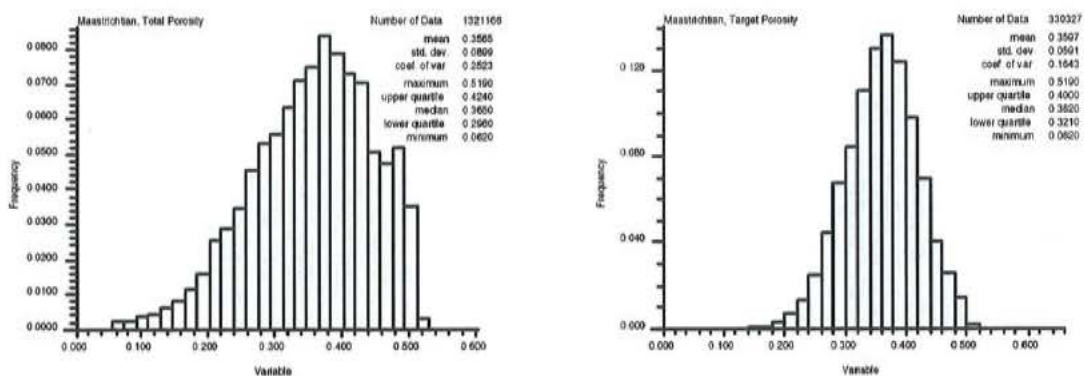 Maastrichtian, Total Porosity
Number of Data 1321166
mean 0.3565
std. dev. 0.0899
coef. of var 0.2523
maximum 0.5190
upper quartile 0.4240
median 0.3650
lower quartile 0.2960
minimum 0.0620
Frequency
0.0800
0.0700
0.0600
0.0500
0.0400
0.0300
0.0200
0.0100
0.0000
0.000 0.100 0.200 0.300 0.400 0.500 0.600
Variable
Maastrichtian, Target Porosity
Number of Data 330327
mean 0.3597
std. dev. 0.0591
coef. of var 0.1643
maximum 0.5190
upper quartile 0.4000
median 0.3620
lower quartile 0.3210
minimum 0.0620
Frequency
0.120
0.080
0.040
0.000
0.000 0.100 0.200 0.300 0.400 0.500 0.600
Variable